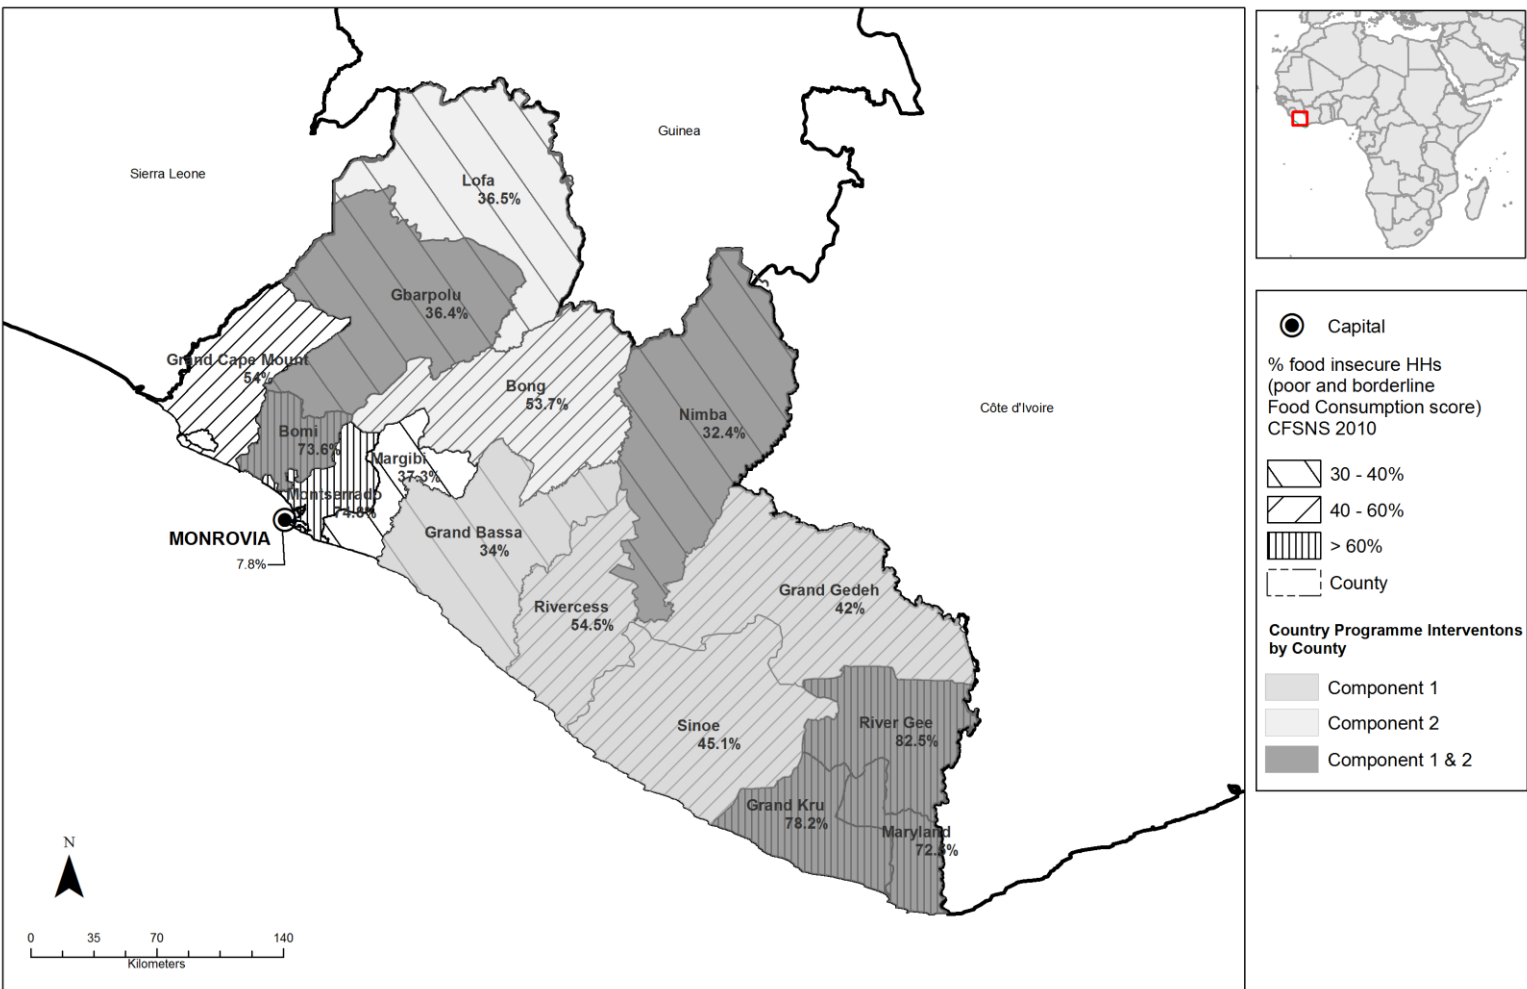 Guinea
Sierra Leone
Lofa
36.5%
Gbarpolu
36.4%
Grand Cape Mount
54%
Bong
53.7%
Nimba
32.4%
Côte d'Ivoire
Bomi
73.6%
Margibi
37.3%
Montserrado
74.8%
MONROVIA
7.8%
Grand Bassa
34%
Rivercess
54.5%
Grand Gedeh
42%
Sinoe
45.1%
River Gee
82.5%
Grand Kru
78.2%
Maryland
72.5%
N
0 35 70 140
Kilometers
Capital
% food insecure HHs
(poor and borderline
Food Consumption score)
CFSNS 2010
30 - 40%
40 - 60%
> 60%
County
Country Programme Interventons
by County
Component 1
Component 2
Component 1 & 2